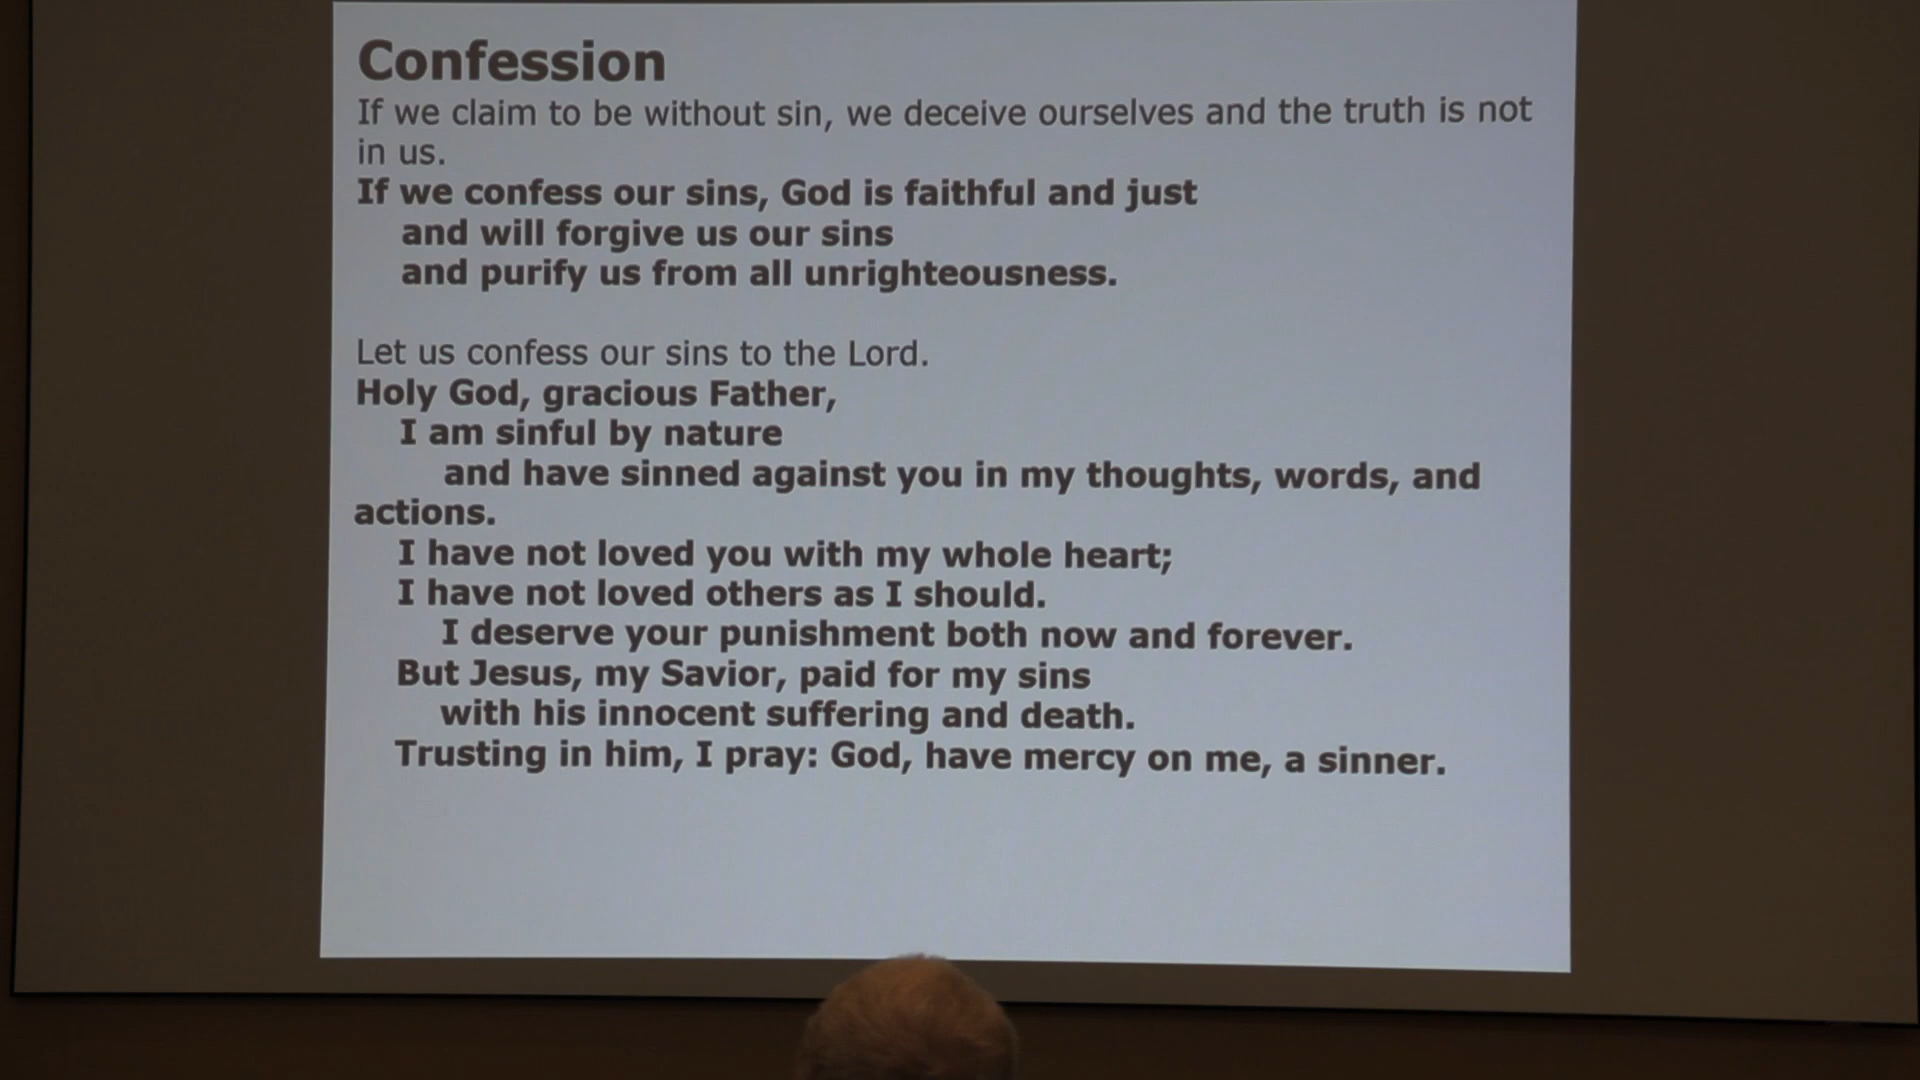 Confession
If we claim to be without sin, we deceive ourselves and the truth is not
in us.
If we confess our sins, God is faithful and just
and will forgive us our sins
and purify us from all unrighteousness.
Let us confess our sins to the Lord.
Holy God, gracious Father,
I am sinful by nature
and have sinned against you in my thoughts, words, and
actions.
I have not loved you with my whole heart;
I have not loved others as I should.
I deserve your punishment both now and forever.
But Jesus, my Savior, paid for my sins
with his innocent suffering and death.
Trusting in him, I pray: God, have mercy on me, a sinner.